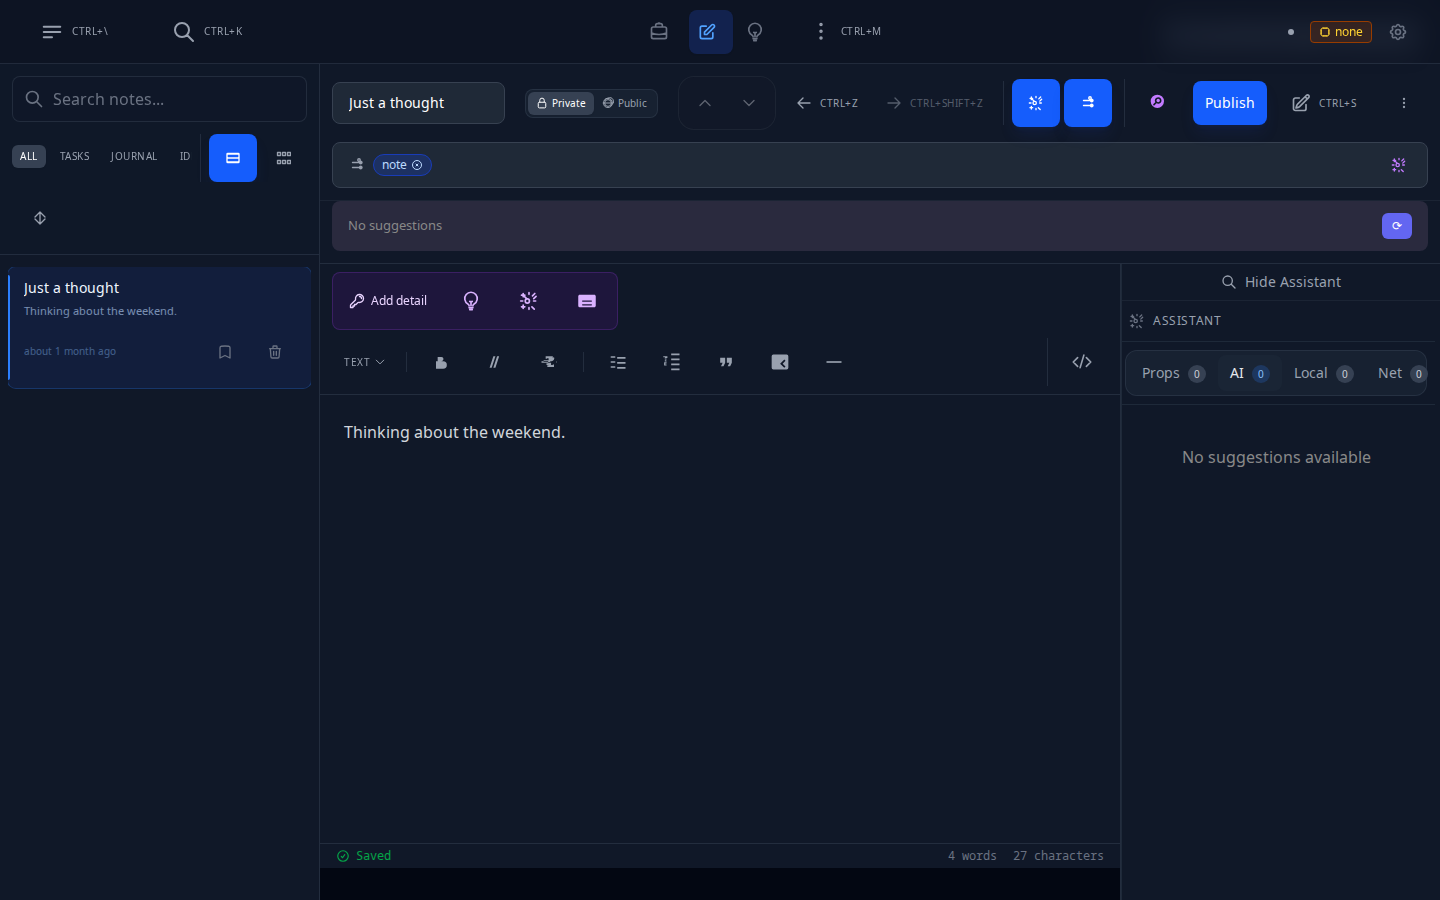 CTRL+\
CTRL+K
CTRL+M
none
Search notes...
ALL TASKS JOURNAL ID
Just a thought
Thinking about the weekend.
about 1 month ago
Just a thought
Private Public
CTRL+Z
CTRL+SHIFT+Z
Publish
CTRL+S
note
No suggestions
Add detail
TEXT
Thinking about the weekend.
Saved
4 words 27 characters
Hide Assistant
ASSISTANT
Props 0 AI 0 Local 0 Net 0
No suggestions available